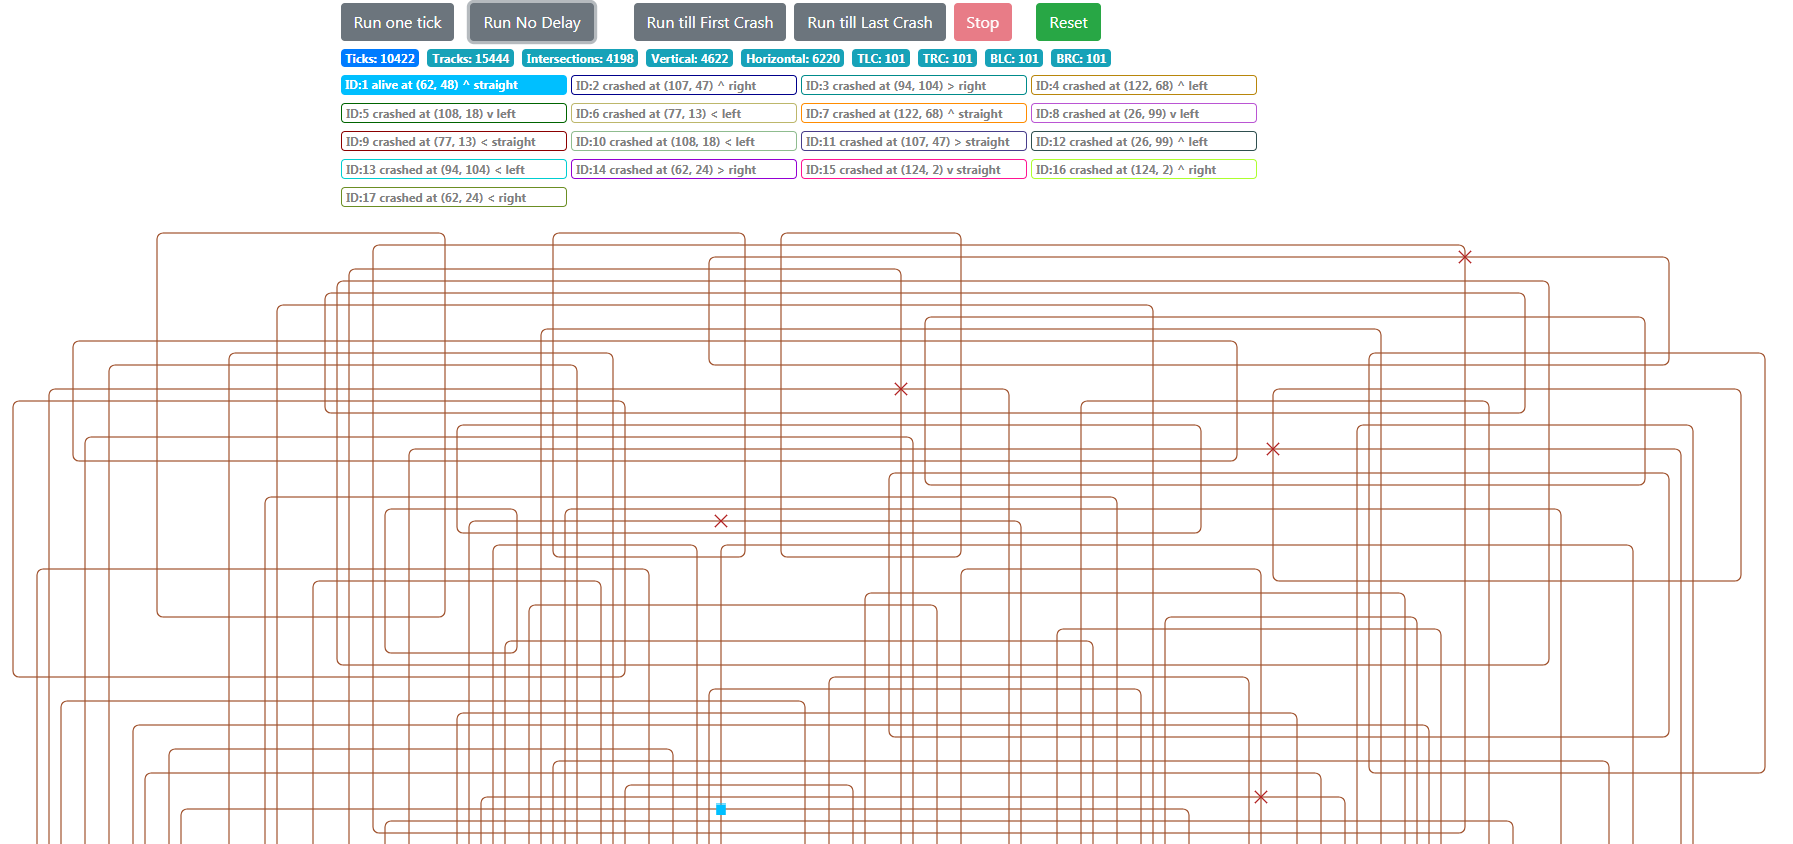 Run one tick Run No Delay Run till First Crash Run till Last Crash Stop Reset
Ticks: 10422 Tracks: 15444 Intersections: 4198 Vertical: 4622 Horizontal: 6220 TLC: 101 TRC: 101 BLC: 101 BRC: 101
ID:1 alive at (62, 48) ^ straight ID:2 crashed at (107, 47) ^ right ID:3 crashed at (94, 104) > right ID:4 crashed at (122, 68) ^ left
ID:5 crashed at (108, 18) v left ID:6 crashed at (77, 13) < left ID:7 crashed at (122, 68) ^ straight ID:8 crashed at (26, 99) v left
ID:9 crashed at (77, 13) < straight ID:10 crashed at (108, 18) < left ID:11 crashed at (107, 47) > straight ID:12 crashed at (26, 99) ^ left
ID:13 crashed at (94, 104) < left ID:14 crashed at (62, 24) > right ID:15 crashed at (124, 2) v straight ID:16 crashed at (124, 2) ^ right
ID:17 crashed at (62, 24) < right